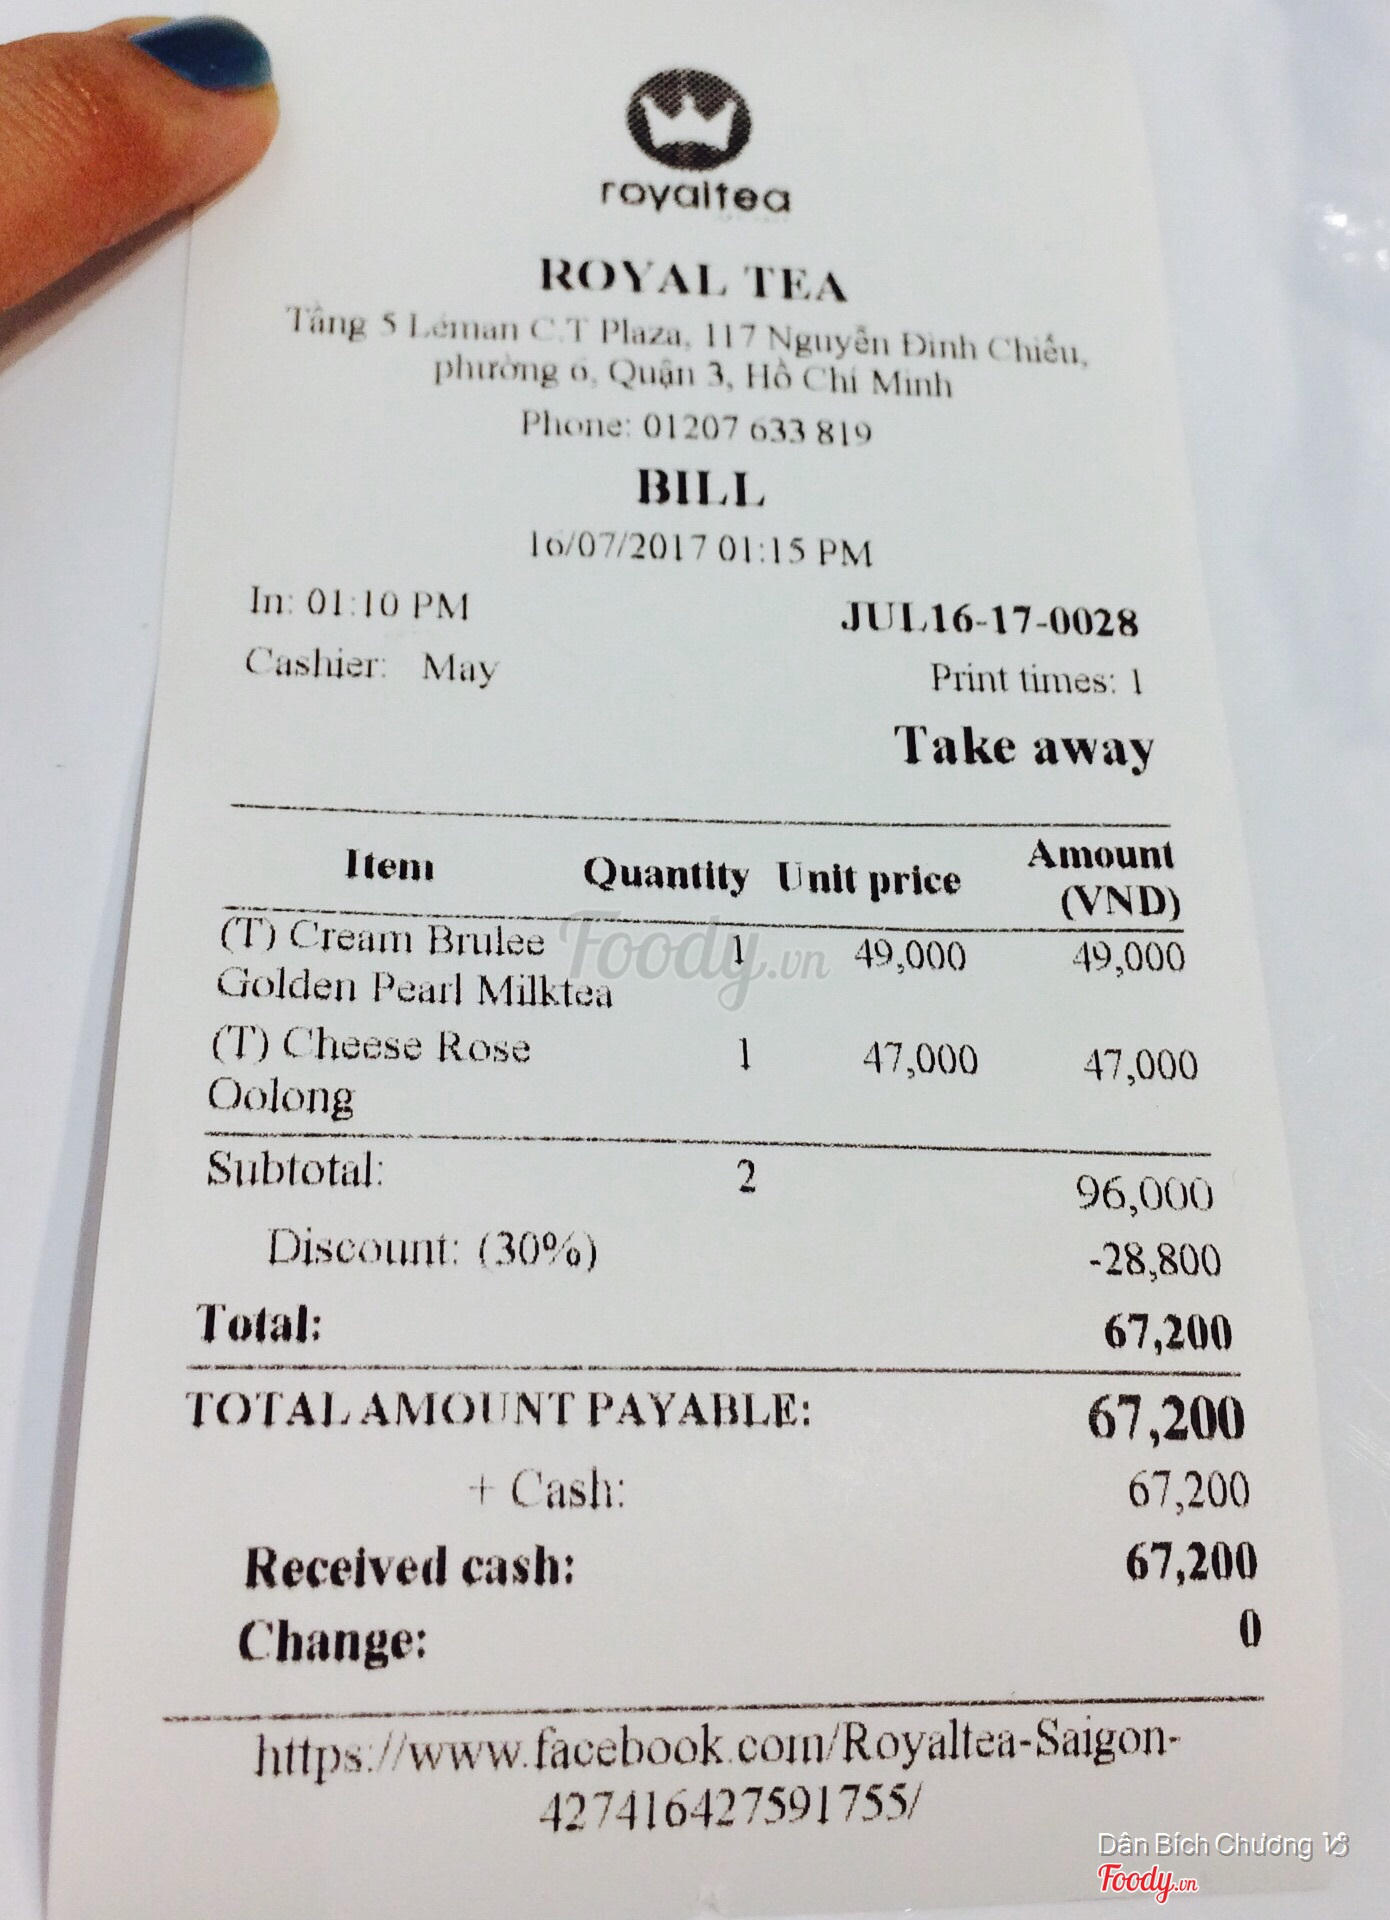 royaltea
ROYAL TEA
Tầng 5 Léman C.T Plaza, 117 Nguyễn Đình Chiểu,
phường 6, Quận 3, Hồ Chí Minh
Phone: 01207 633 819
BILL
16/07/2017 01:15 PM
In: 01:10 PM JUL16-17-0028
Cashier: May Print times: 1
Take away
Item Quantity Unit price Amount (VND)
(T) Cream Brulee 1 49,000 49,000
Golden Pearl Milktea
(T) Cheese Rose 1 47,000 47,000
Oolong
Subtotal: 2 96,000
Discount: (30%) -28,800
Total: 67,200
TOTAL AMOUNT PAYABLE: 67,200
+ Cash: 67,200
Received cash: 67,200
Change: 0
https://www.facebook.com/Royaltea-Saigon-
427416427591755/
Foody.vn
Dân Bích Chương
Foody.vn